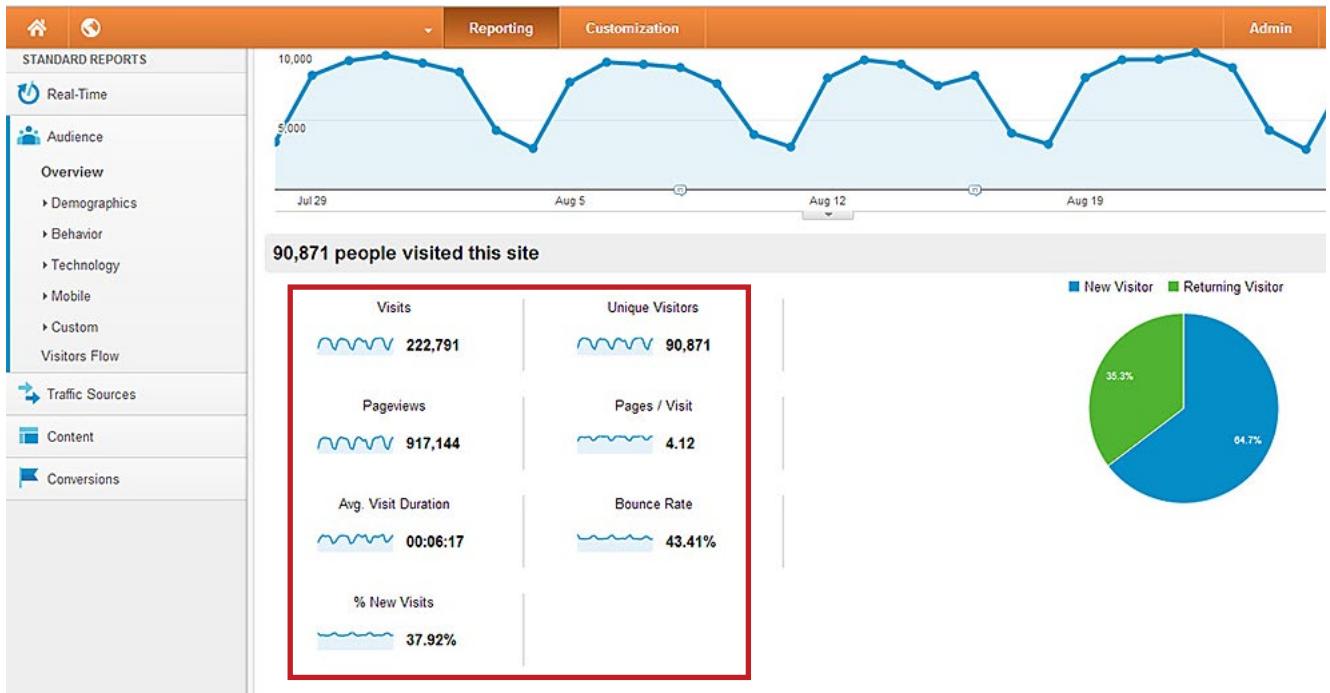 Reporting Customization Admin
STANDARD REPORTS
Real-Time
Audience
Overview
Demographics
Behavior
Technology
Mobile
Custom
Visitors Flow
Traffic Sources
Content
Conversions
10,000
5,000
Jul 29 Aug 5 Aug 12 Aug 19
90,871 people visited this site
Visits Unique Visitors
222,791 90,871
Pageviews Pages / Visit
917,144 4.12
Avg. Visit Duration Bounce Rate
00:06:17 43.41%
% New Visits
37.92%
New Visitor Returning Visitor
35.3%
64.7%